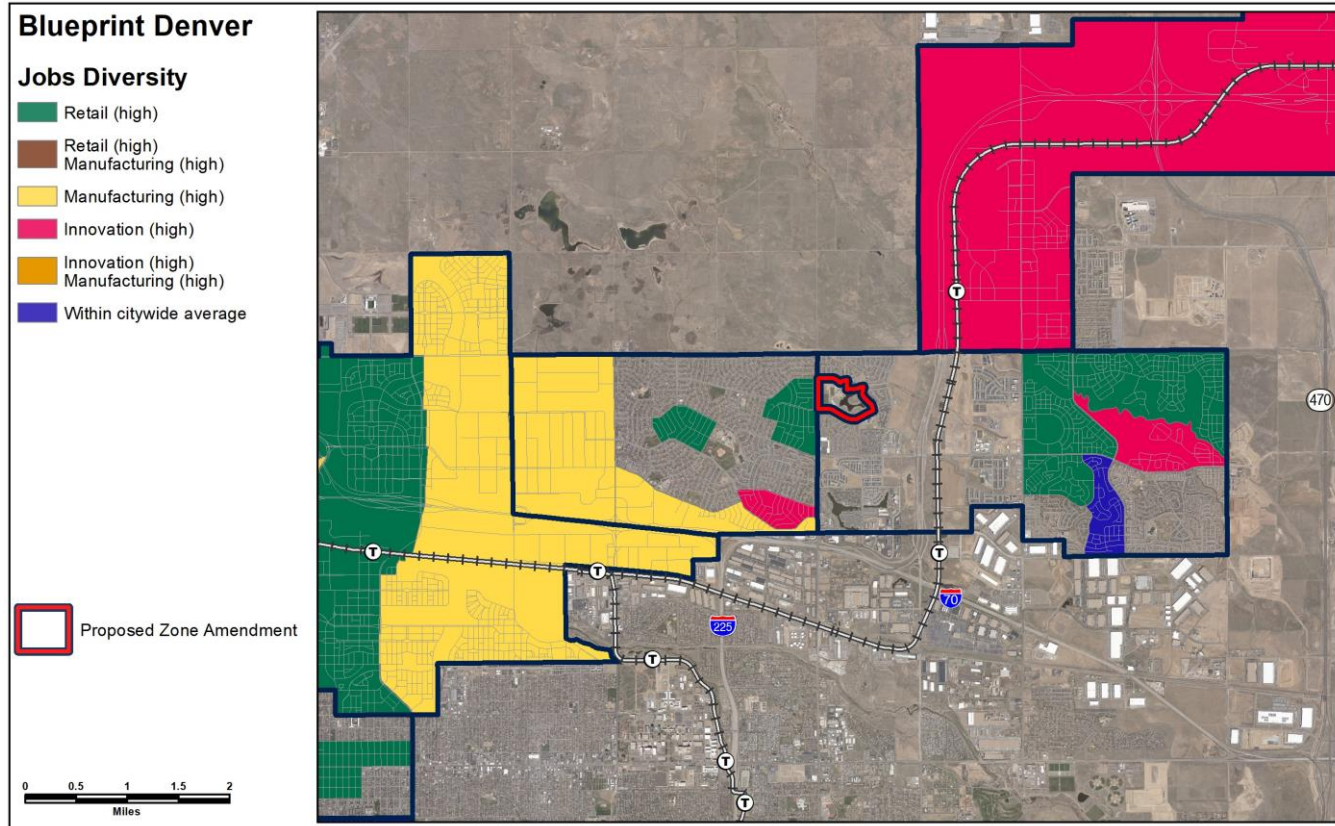 Blueprint Denver
Jobs Diversity
Retail (high)
Retail (high)
Manufacturing (high)
Manufacturing (high)
Innovation (high)
Innovation (high)
Manufacturing (high)
Within citywide average
Proposed Zone Amendment
0 0.5 1 1.5 2
Miles
T
470
T
T
T
70
225
T
T
T